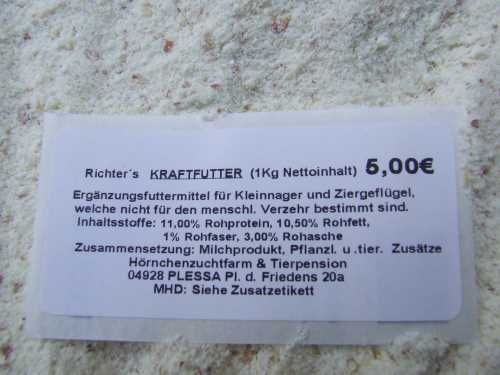 Richter´s KRAFTFUTTER (1Kg Nettoinhalt) 5,00€
Ergänzungsfuttermittel für Kleinnager und Ziergeflügel,
welche nicht für den menschl. Verzehr bestimmt sind.
Inhaltsstoffe: 11,00% Rohprotein, 10,50% Rohfett,
1% Rohfaser, 3,00% Rohasche
Zusammensetzung: Milchprodukt, Pflanzl. u .tier. Zusätze
Hörnchenzuchtfarm & Tierpension
04928 PLESSA Pl. d. Friedens 20a
MHD: Siehe Zusatzetikett